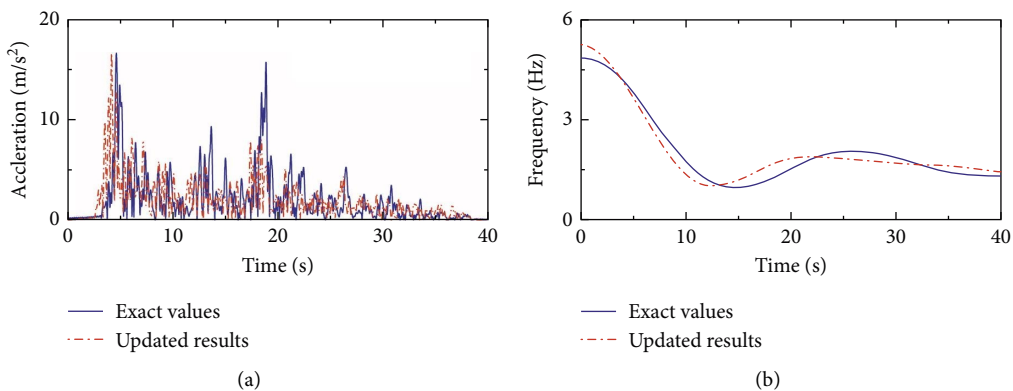 20
10
0
Accleration (m/s²)
0
10
20
30
40
Time (s)
Exact values
Updated results
(a)
6
3
0
Frequency (Hz)
0
10
20
30
40
Time (s)
Exact values
Updated results
(b)